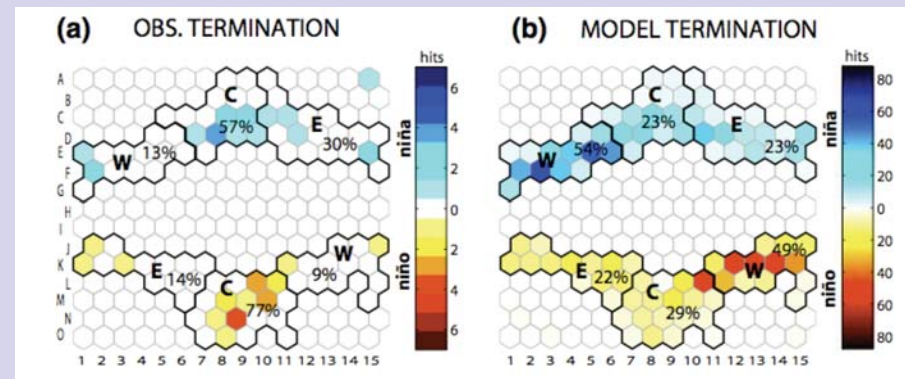 (a) OBS. TERMINATION
hits
A
B
C
D
E
F
G
H
I
J
K
L
M
N
O
C
57%
E
30%
W
13%
E
14%
C
77%
W
9%
1 2 3 4 5 6 7 8 9 10 11 12 13 14 15
6
4
2
0
2
4
6
niña
niño
(b) MODEL TERMINATION
hits
C
23%
E
23%
W
54%
E
22%
C
29%
W
49%
1 2 3 4 5 6 7 8 9 10 11 12 13 14 15
80
60
40
20
0
20
40
60
80
niña
niño